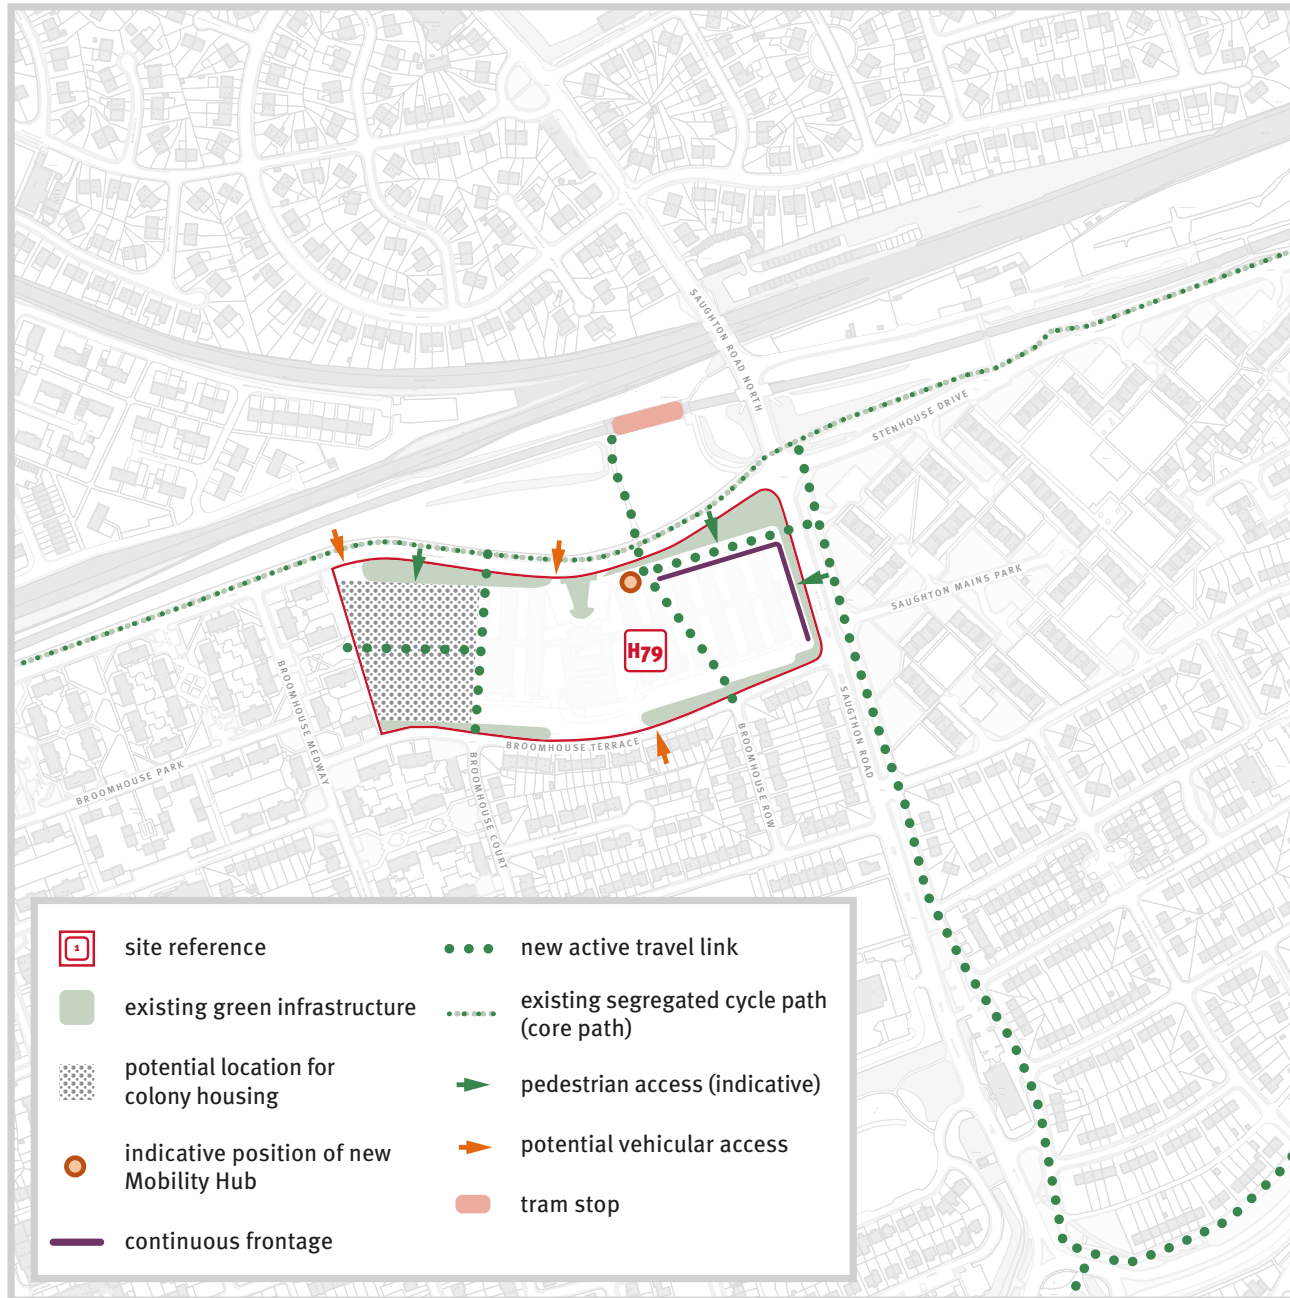 SAUGHTON ROAD NORTH
STENHOUSE DRIVE
SAUGHTON MAINS PARK
H79
BROOMHOUSE MEDWAY
BROOMHOUSE PARK
BROOMHOUSE TERRACE
BROOMHOUSE COURT
BROOMHOUSE ROW
SAUGTHON ROAD
1
site reference
existing green infrastructure
potential location for
colony housing
indicative position of new
Mobility Hub
continuous frontage
new active travel link
existing segregated cycle path
(core path)
pedestrian access (indicative)
potential vehicular access
tram stop